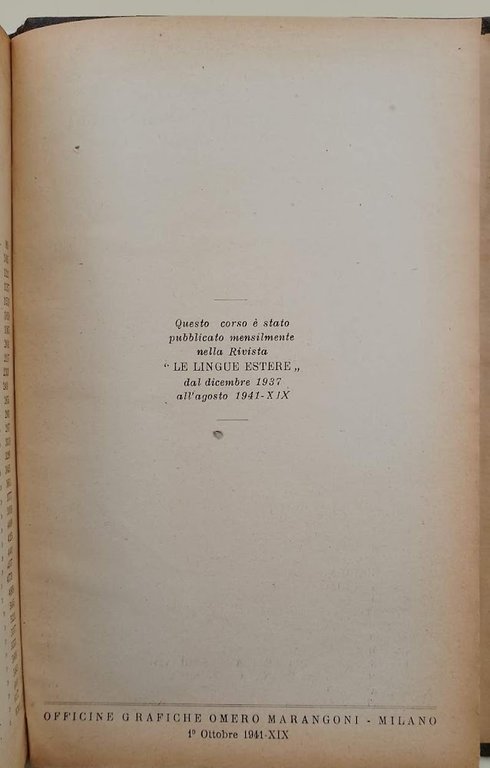 Questo corso è stato
pubblicato mensilmente
nella Rivista
“ LE LINGUE ESTERE „
dal dicembre 1937
all'agosto 1941-XIX
OFFICINE GRAFICHE OMERO MARANGONI - MILANO
1º Ottobre 1941-XIX